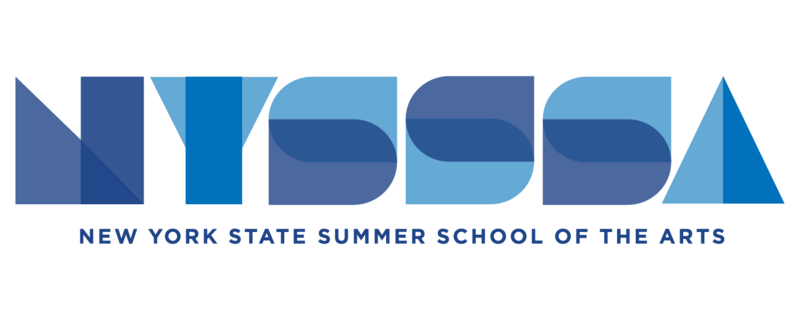 NYSSSA
NEW YORK STATE SUMMER SCHOOL OF THE ARTS